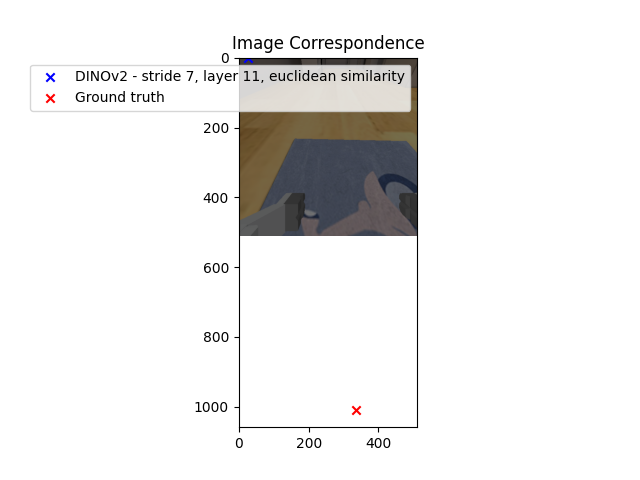 Image Correspondence
DINOv2 - stride 7, layer 11, euclidean similarity
Ground truth
0
200
400
600
800
1000
0 200 400